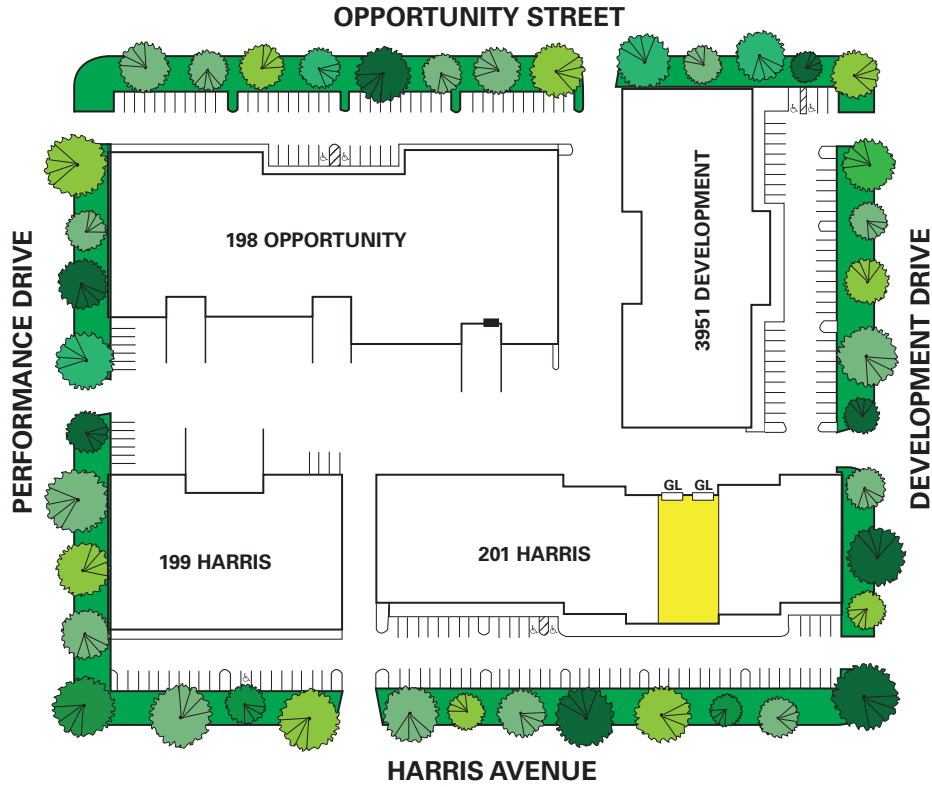 OPPORTUNITY STREET
198 OPPORTUNITY
3951 DEVELOPMENT
PERFORMANCE DRIVE
DEVELOPMENT DRIVE
GL GL
199 HARRIS
201 HARRIS
HARRIS AVENUE